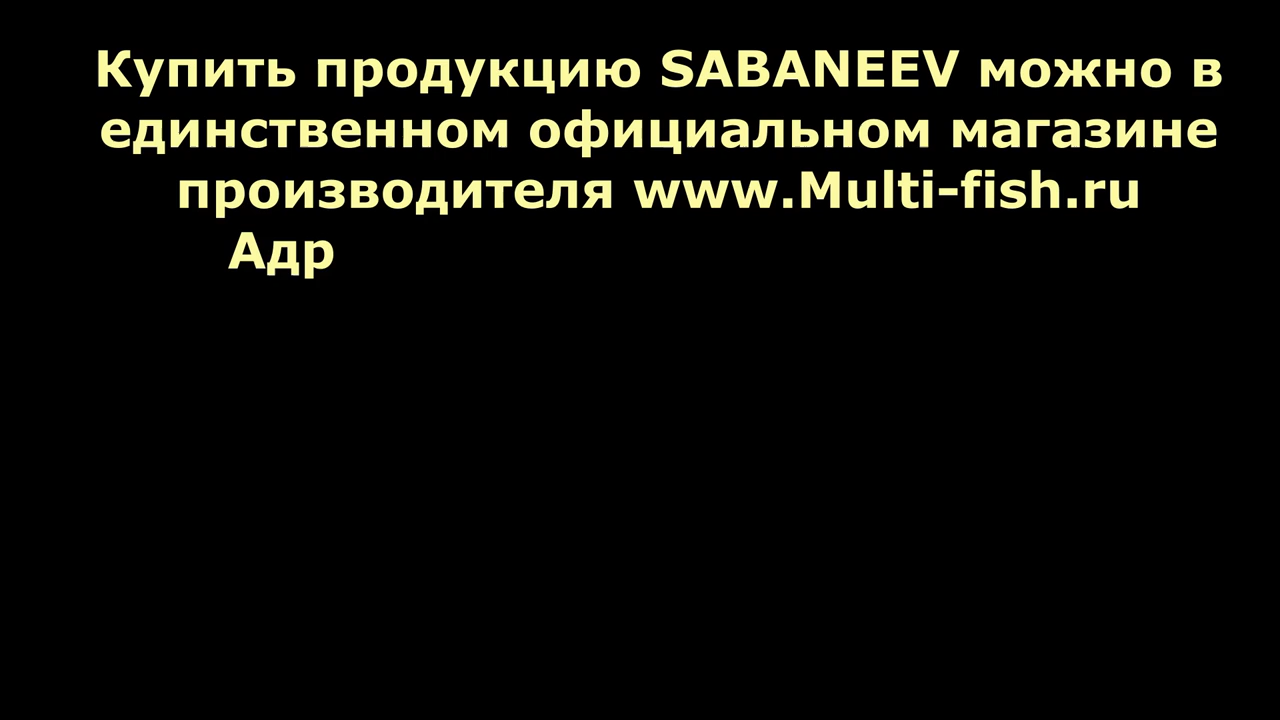 Купить продукцию SABANEEV можно в
единственном официальном магазине
производителя www.Multi-fish.ru
Адр